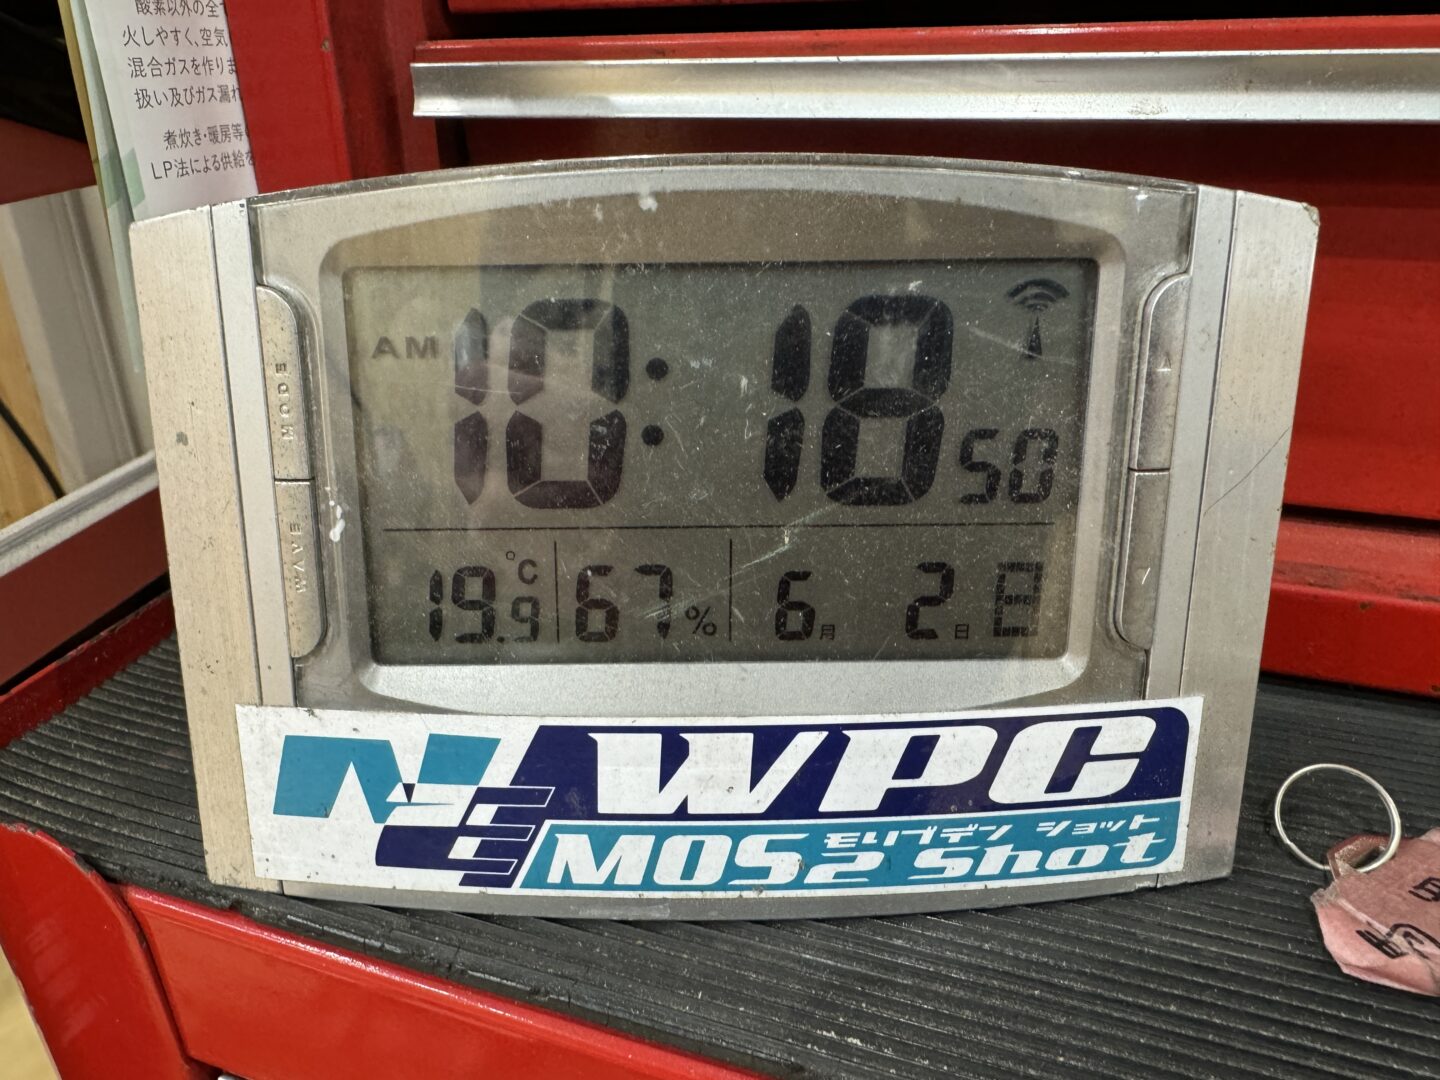 酸素以外の全
火しやすく、空気
混合ガスを作りま
扱い及びガス漏れ
煮炊き・暖房等
LP法による供給を
AM 10:18 50
19.9 °C 67 % 6月 2日 日
MODE
WAVE
NE WPC
モリブデン ショット
MOS2 Shot